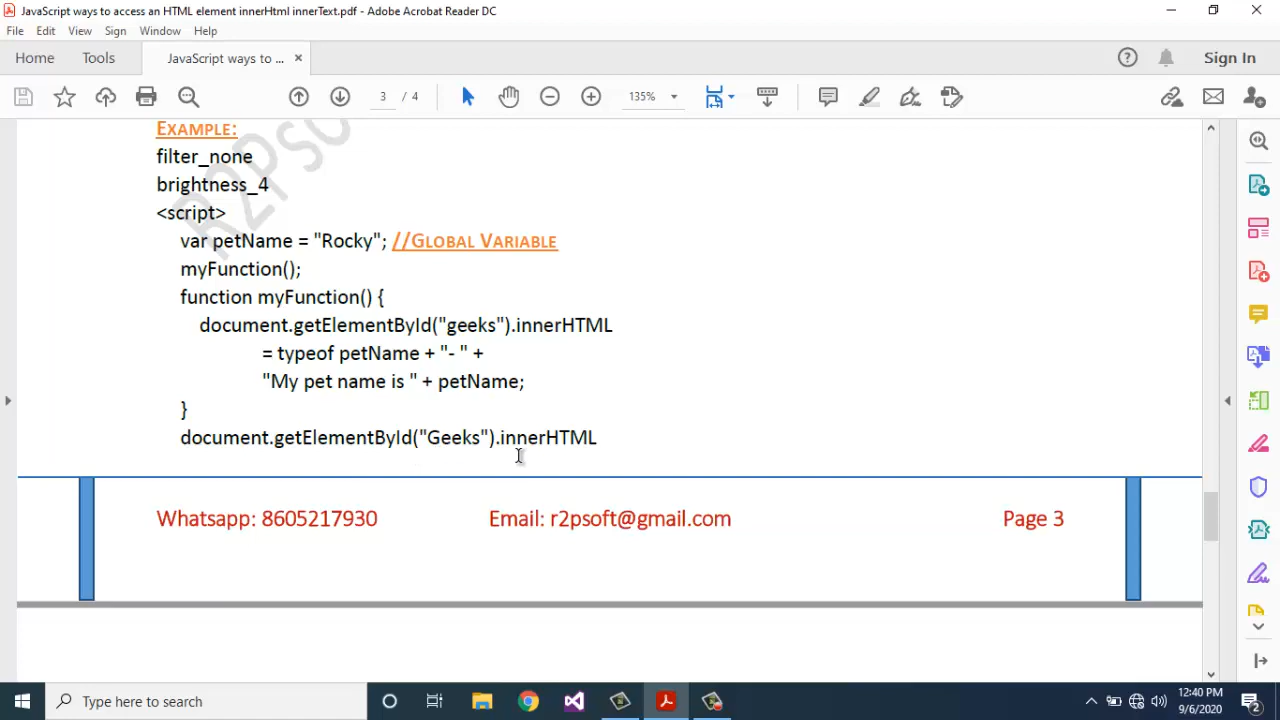 JavaScript ways to access an HTML element innerHtml innerText.pdf - Adobe Acrobat Reader DC
File Edit View Sign Window Help
Home Tools JavaScript ways to ... × Sign In
3 / 4 135%
EXAMPLE:
filter_none
brightness_4
<script>
var petName = "Rocky"; //GLOBAL VARIABLE
myFunction();
function myFunction() {
document.getElementById("geeks").innerHTML
= typeof petName + "- " +
"My pet name is " + petName;
}
document.getElementById("Geeks").innerHTML
R2PSO
Whatsapp: 8605217930 Email: r2psoft@gmail.com Page 3
Type here to search
12:40 PM
9/6/2020
2